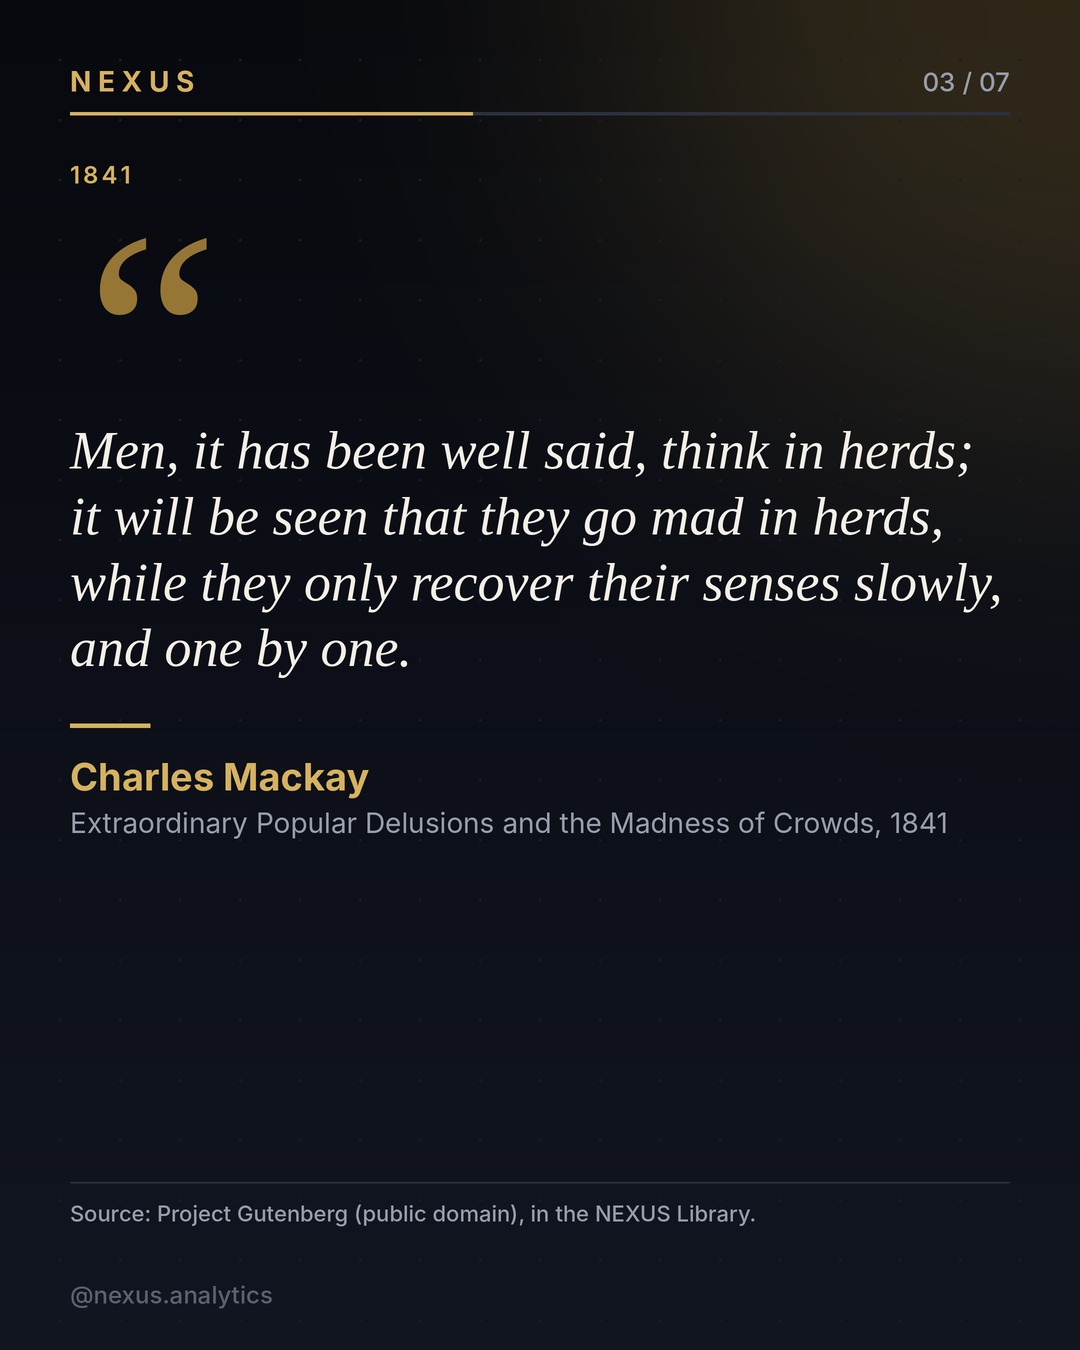 NEXUS
03 / 07
1841
“
Men, it has been well said, think in herds;
it will be seen that they go mad in herds,
while they only recover their senses slowly,
and one by one.
Charles Mackay
Extraordinary Popular Delusions and the Madness of Crowds, 1841
Source: Project Gutenberg (public domain), in the NEXUS Library.
@nexus.analytics